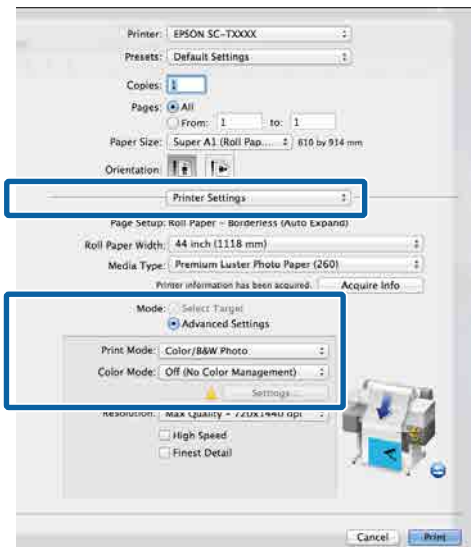 Printer: EPSON SC-TXXXX
Presets: Default Settings
Copies: 1
Pages: All
From: 1 to: 1
Paper Size: Super A1 (Roll Pap... 610 by 914 mm
Orientation:
Printer Settings
Page Setup: Roll Paper - Borderless (Auto Expand)
Roll Paper Width: 44 inch (1118 mm)
Media Type: Premium Luster Photo Paper (260)
Printer information has been acquired. Acquire Info
Mode: Select Target
Advanced Settings
Print Mode: Color/B&W Photo
Color Mode: Off (No Color Management)
Settings...
Resolution: Max Quality - 720x1440 dpi
High Speed
Finest Detail
A
Cancel Print